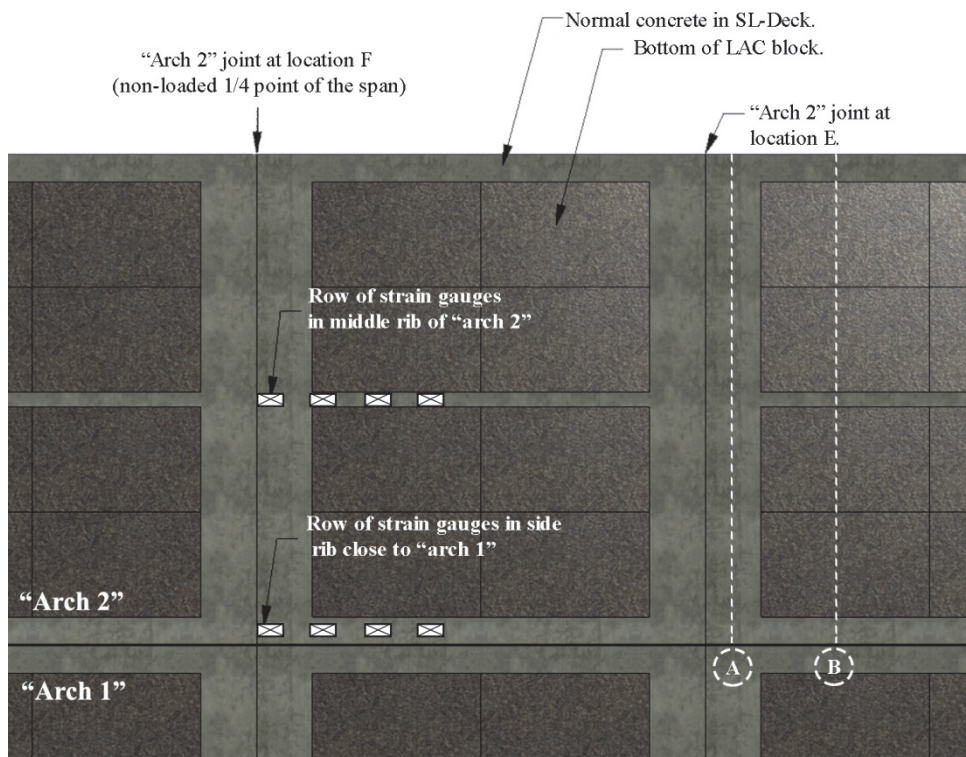 Normal concrete in SL-Deck.
Bottom of LAC block.
“Arch 2” joint at location F
(non-loaded 1/4 point of the span)
“Arch 2” joint at
location E.
Row of strain gauges
in middle rib of “arch 2”
Row of strain gauges in side
rib close to “arch 1”
“Arch 2”
“Arch 1”
A
B